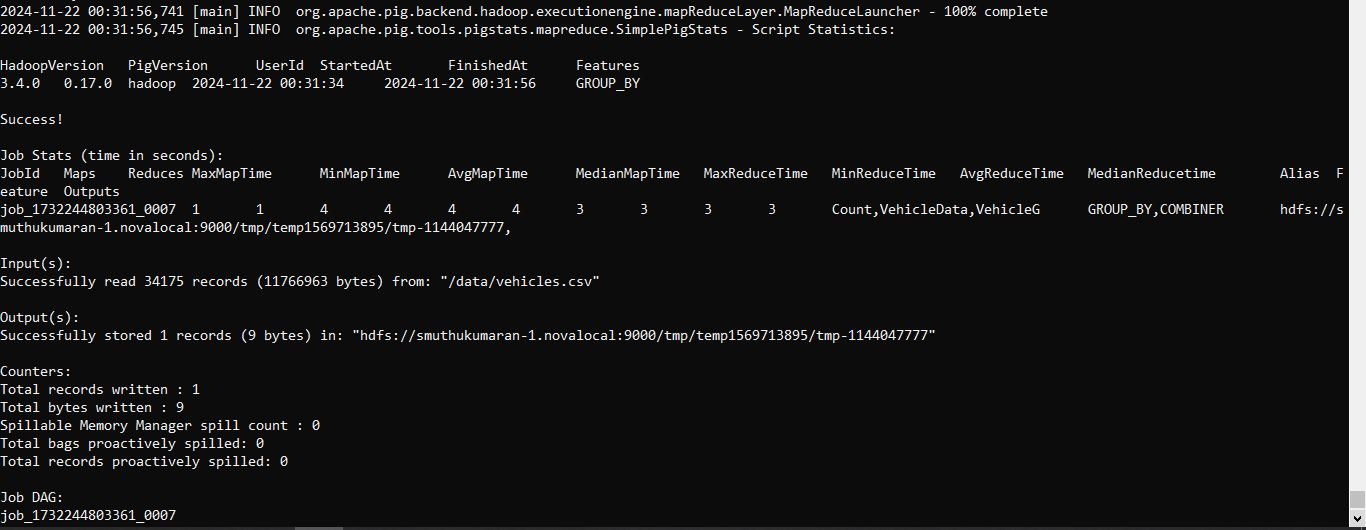 2024-11-22 00:31:56,741 [main] INFO  org.apache.pig.backend.hadoop.executionengine.mapReduceLayer.MapReduceLauncher - 100% complete
2024-11-22 00:31:56,745 [main] INFO  org.apache.pig.tools.pigstats.mapreduce.SimplePigStats - Script Statistics:

HadoopVersion   PigVersion      UserId  StartedAt       FinishedAt      Features
3.4.0   0.17.0  hadoop  2024-11-22 00:31:34     2024-11-22 00:31:56     GROUP_BY

Success!

Job Stats (time in seconds):
JobId   Maps    Reduces MaxMapTime      MinMapTime      AvgMapTime      MedianMapTime   MaxReduceTime   MinReduceTime   AvgReduceTime   MedianReducetime        Alias   F
eature  Outputs
job_1732244803361_0007  1       1       4       4       4       4       3       3       3       3       Count,VehicleData,VehicleG        GROUP_BY,COMBINER       hdfs://s
muthukumaran-1.novalocal:9000/tmp/temp1569713895/tmp-1144047777,

Input(s):
Successfully read 34175 records (11766963 bytes) from: "/data/vehicles.csv"

Output(s):
Successfully stored 1 records (9 bytes) in: "hdfs://smuthukumaran-1.novalocal:9000/tmp/temp1569713895/tmp-1144047777"

Counters:
Total records written : 1
Total bytes written : 9
Spillable Memory Manager spill count : 0
Total bags proactively spilled: 0
Total records proactively spilled: 0

Job DAG:
job_1732244803361_0007